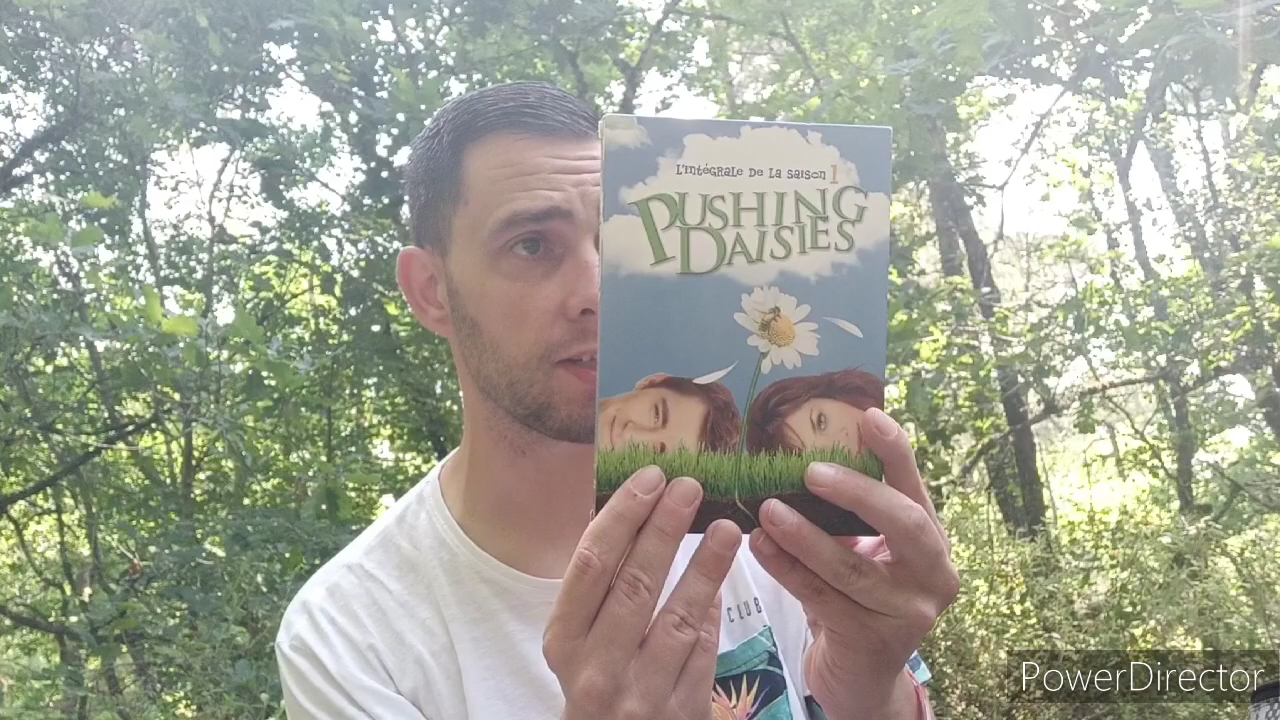 L'intégrale de la saison 1
PUSHING
DAISIES
CLUB
PowerDirector